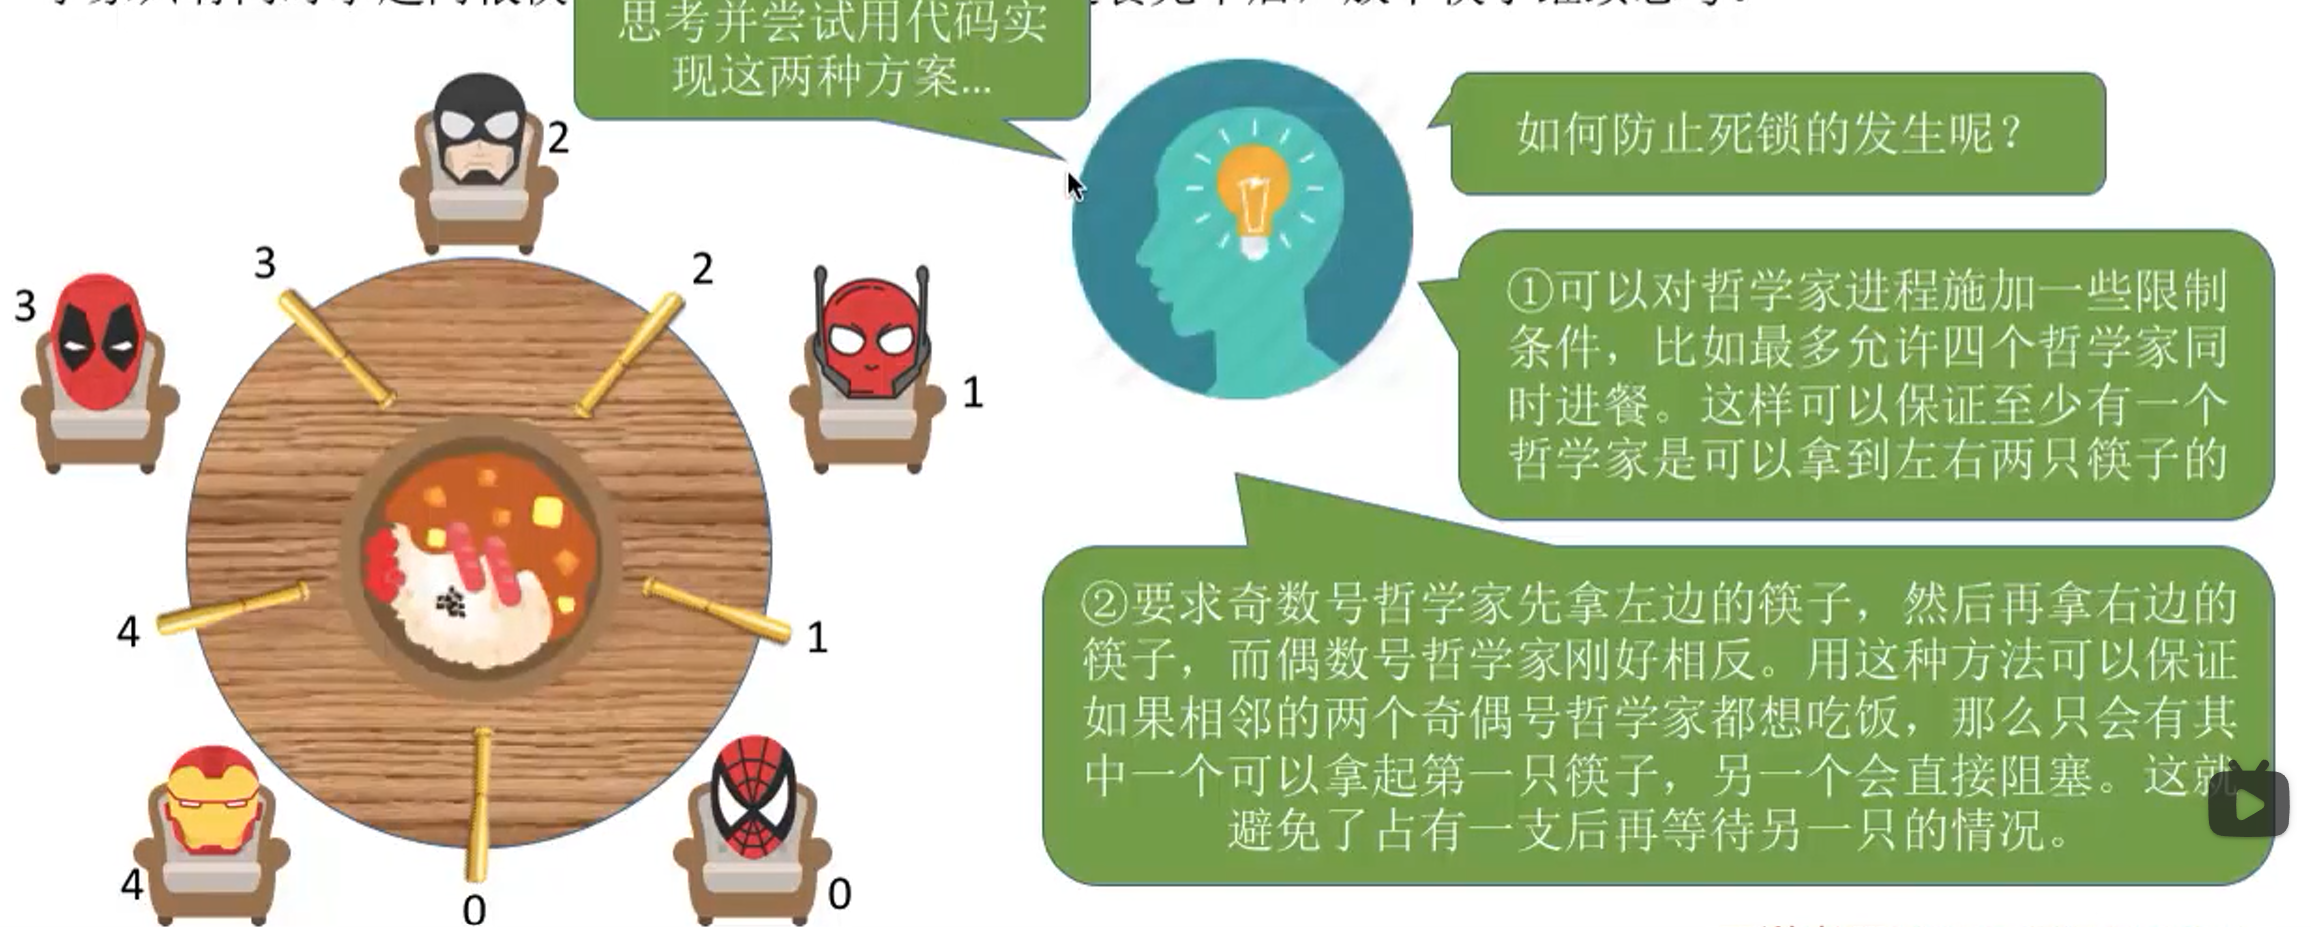 思考并尝试用代码实
现这两种方案...
如何防止死锁的发生呢？
①可以对哲学家进程施加一些限制
条件，比如最多允许四个哲学家同
时进餐。这样可以保证至少有一个
哲学家是可以拿到左右两只筷子的
②要求奇数号哲学家先拿左边的筷子，然后再拿右边的
筷子，而偶数号哲学家刚好相反。用这种方法可以保证
如果相邻的两个奇偶号哲学家都想吃饭，那么只会有其
中一个可以拿起第一只筷子，另一个会直接阻塞。这就
避免了占有一支后再等待另一只的情况。
2
3
2
3
1
4
1
4
0
0